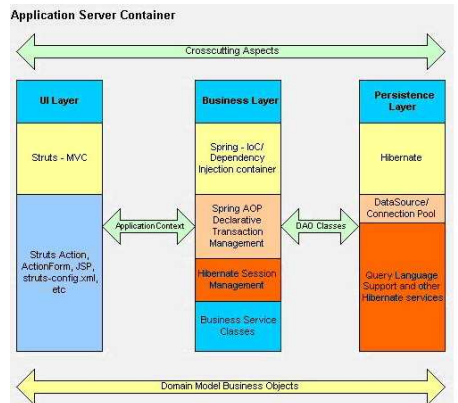 Application Server Container
Crosscutting Aspects
UI Layer
Struts - MVC
Struts Action,
ActionForm, JSP,
struts-config.xml,
etc
ApplicationContext
Business Layer
Spring - IoC/
Dependency
Injection container
Spring AOP
Declarative
Transaction
Management
Hibernate Session
Management
Business Service
Classes
DAO Classes
Persistence
Layer
Hibernate
DataSource/
Connection Pool
Query Language
Support and other
Hibernate services
Domain Model Business Objects